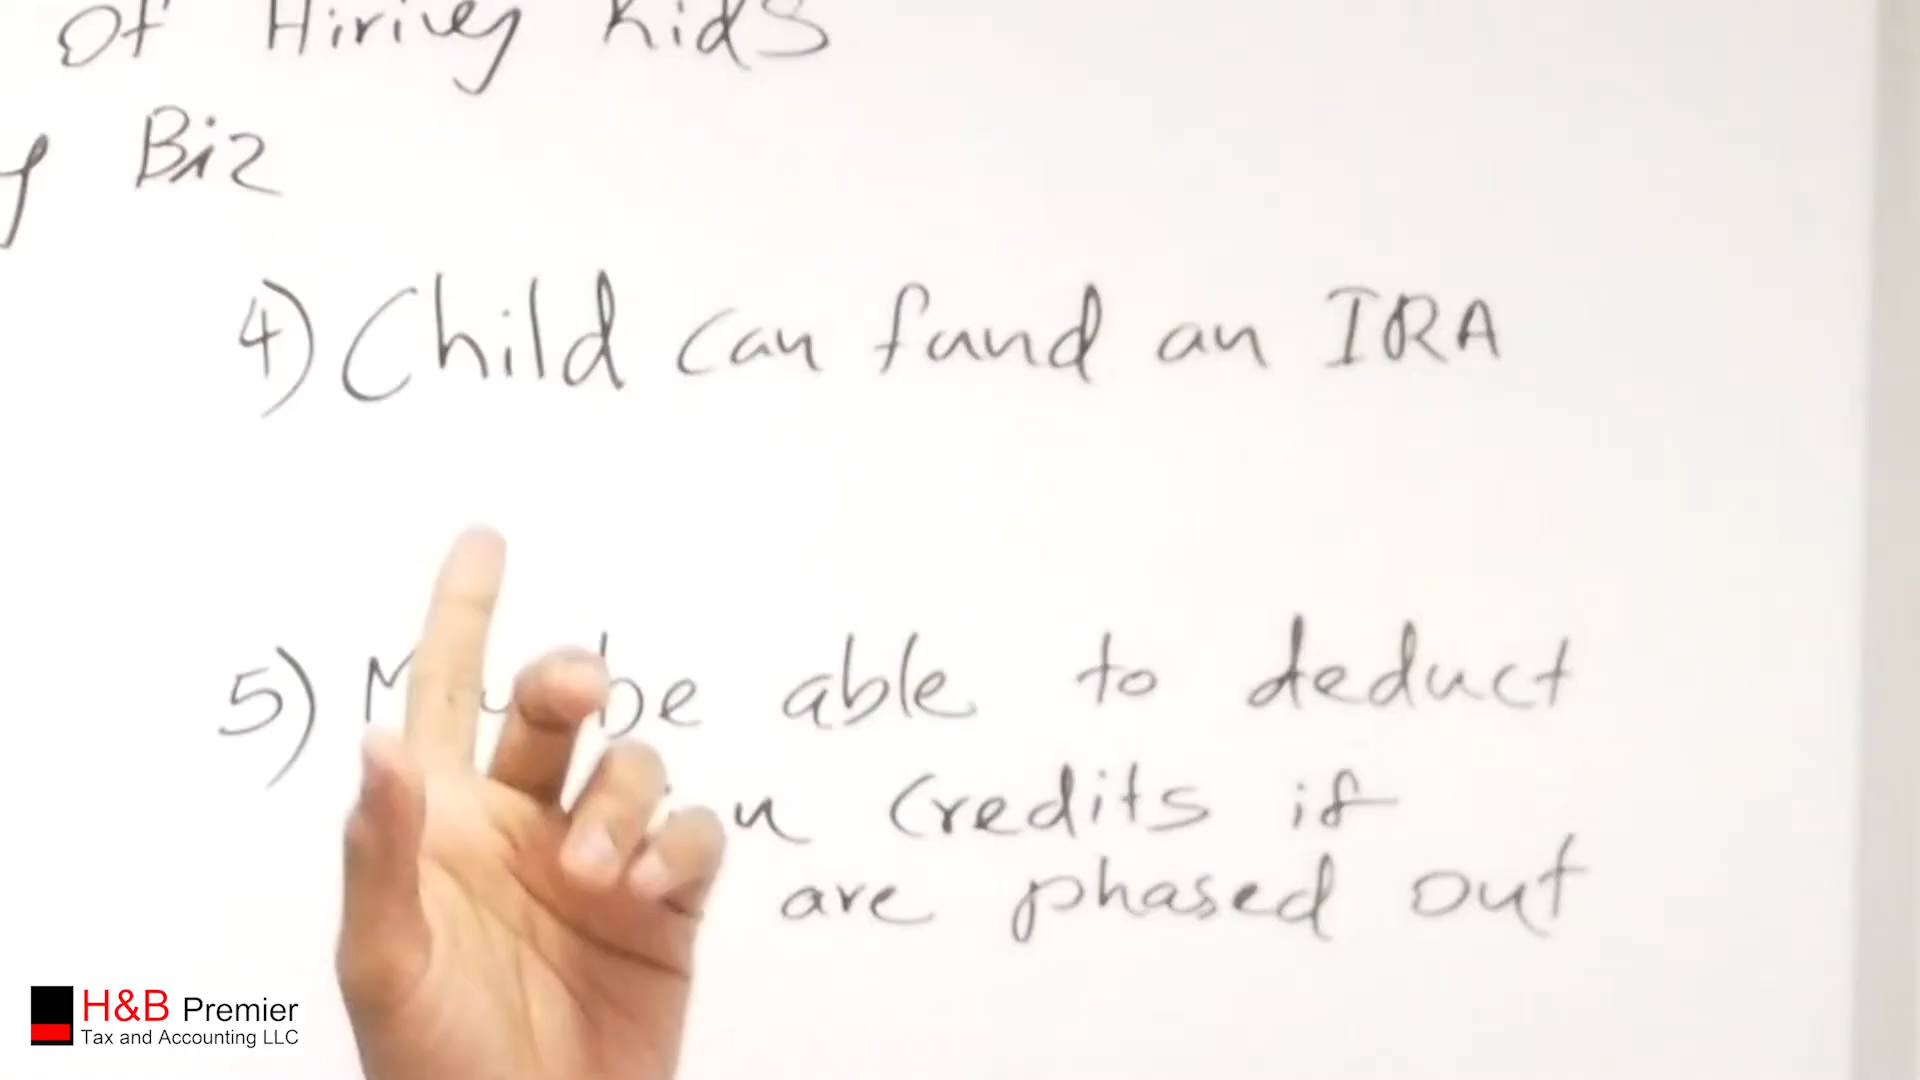 Of Hiring Kids
y Biz
4) Child can fund an IRA
5) be able to deduct
Credits if
are phased out
H&B Premier
Tax and Accounting LLC